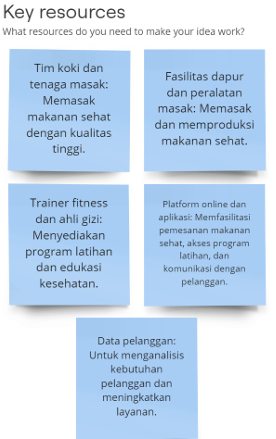 Key resources
What resources do you need to make your idea work?
Tim koki dan
tenaga masak:
Memasak
makanan sehat
dengan kualitas
tinggi.
Fasilitas dapur
dan peralatan
masak: Memasak
dan memproduksi
makanan sehat.
Trainer fitness
dan ahli gizi:
Menyediakan
program latihan
dan edukasi
kesehatan.
Platform online dan
aplikasi: Memfasilitasi
pemesanan makanan
sehat, akses program
latihan, dan
komunikasi dengan
pelanggan.
Data pelanggan:
Untuk menganalisis
kebutuhan
pelanggan dan
meningkatkan
layanan.